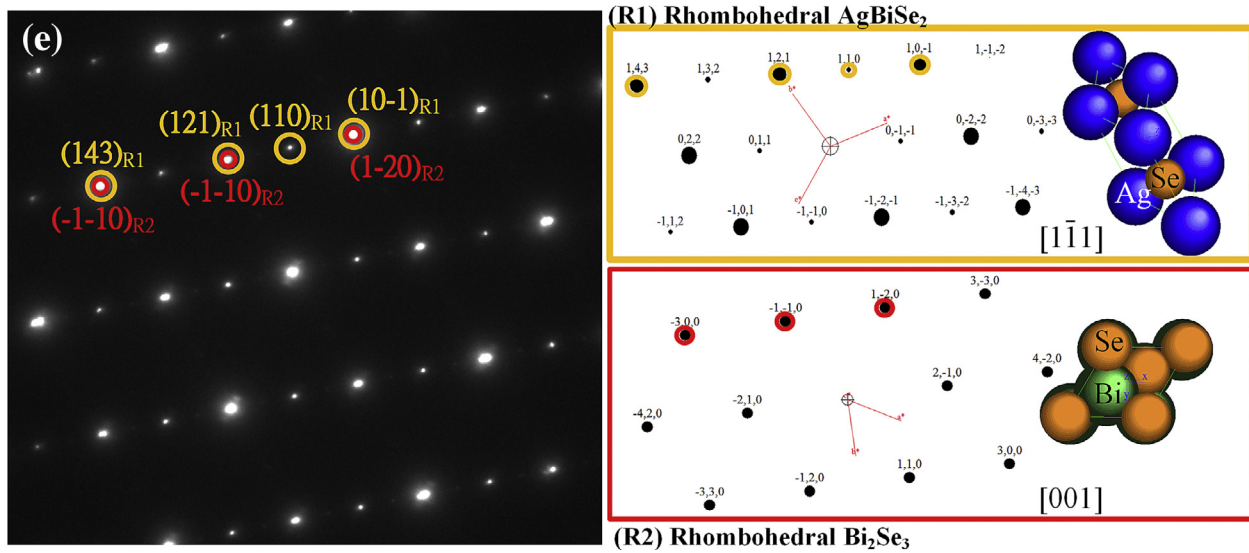 (e)
(10-1)R1
(121)R1
(110)R1
(143)R1
(1-20)R2
(-1-10)R2
(-1-10)R2
(R1) Rhombohedral AgBiSe2
1,4,3
1,3,2
1,2,1
1,1,0
1,0,-1
1,-1,-2
b*
a*
c*
0,2,2
0,1,1
0,-1,-1
0,-2,-2
0,-3,-3
-1,1,2
-1,0,1
-1,-1,0
-1,-2,-1
-1,-3,-2
-1,-4,-3
Se
Ag
[11̄1]
-3,0,0
-1,-1,0
1,-2,0
3,-3,0
-4,2,0
-2,1,0
2,-1,0
4,-2,0
a*
b*
-3,3,0
-1,2,0
1,1,0
3,0,0
Se
Bi
z
x
y
[001]
(R2) Rhombohedral Bi2Se3